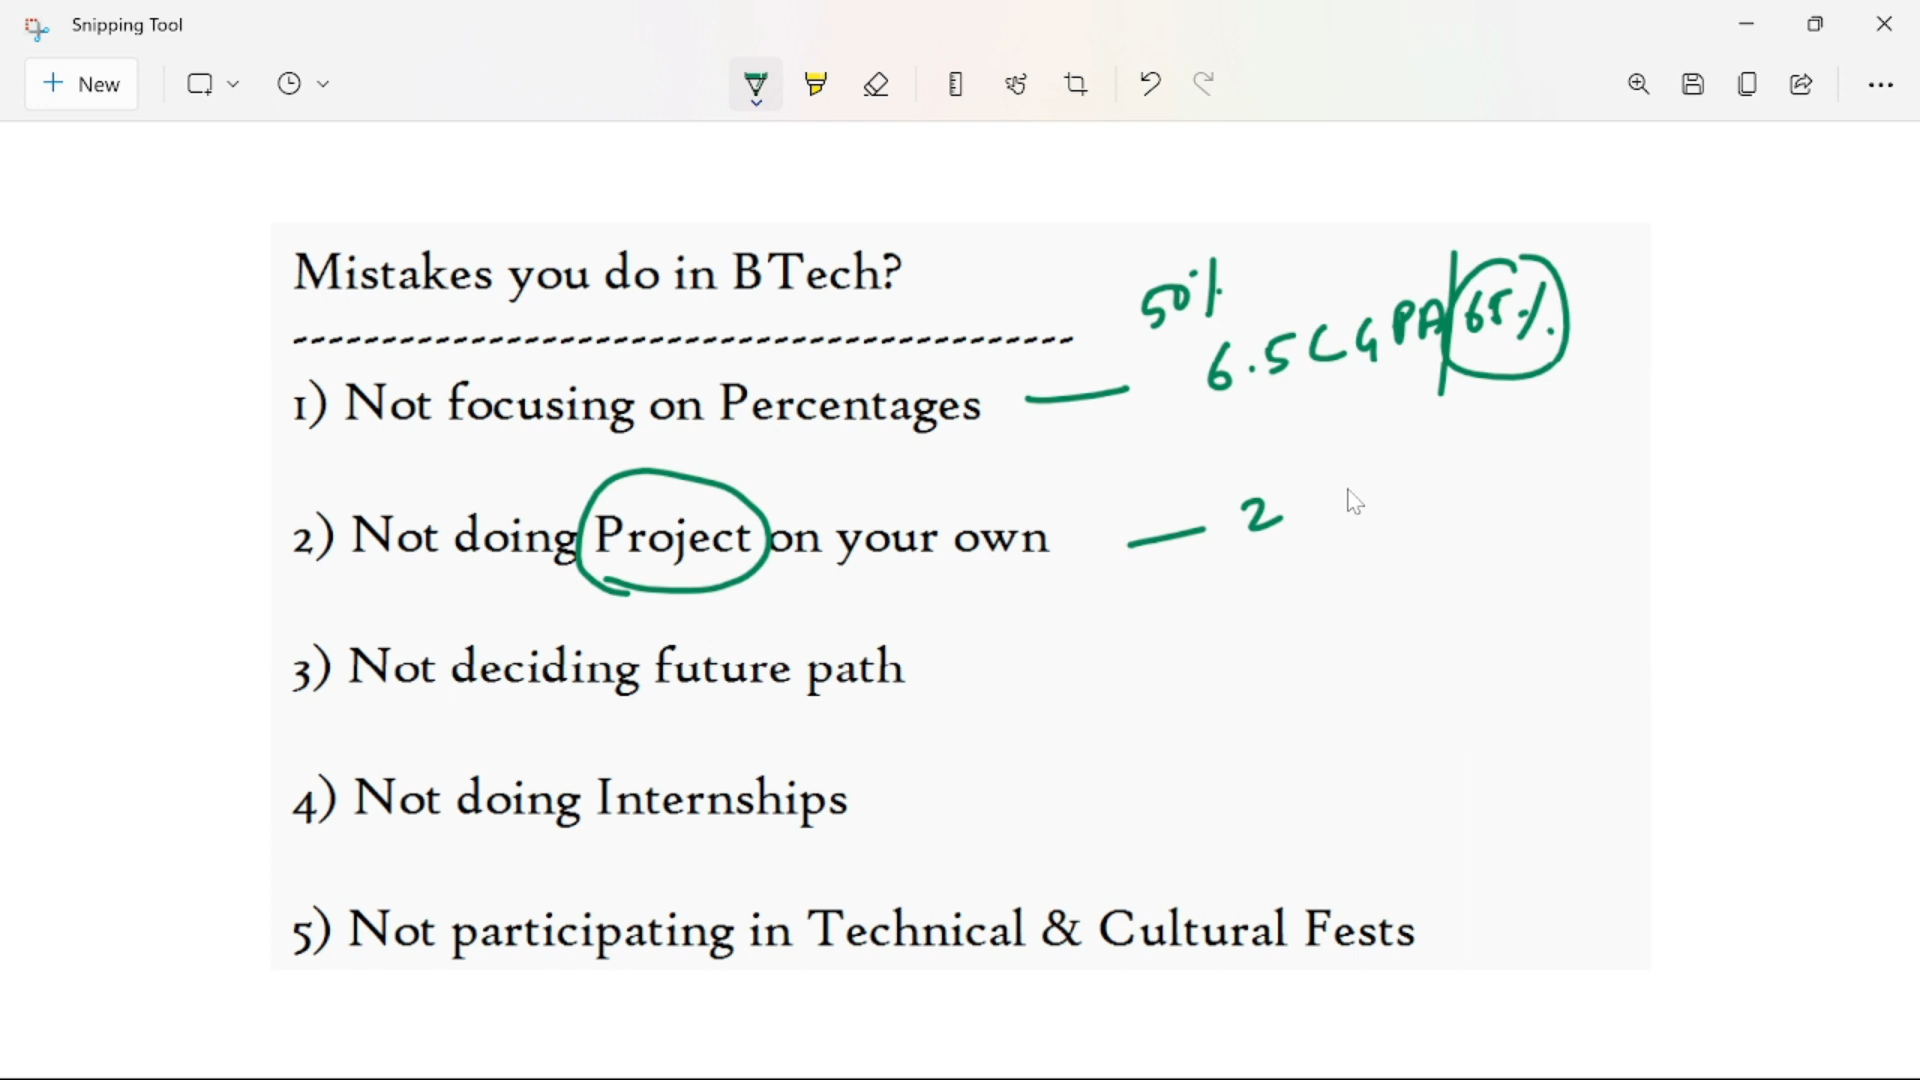 Snipping Tool
New
Mistakes you do in BTech?
-------------------------------------------
50%
6.5 CGPA 65%.
1) Not focusing on Percentages
2) Not doing Project on your own — 2
3) Not deciding future path
4) Not doing Internships
5) Not participating in Technical & Cultural Fests